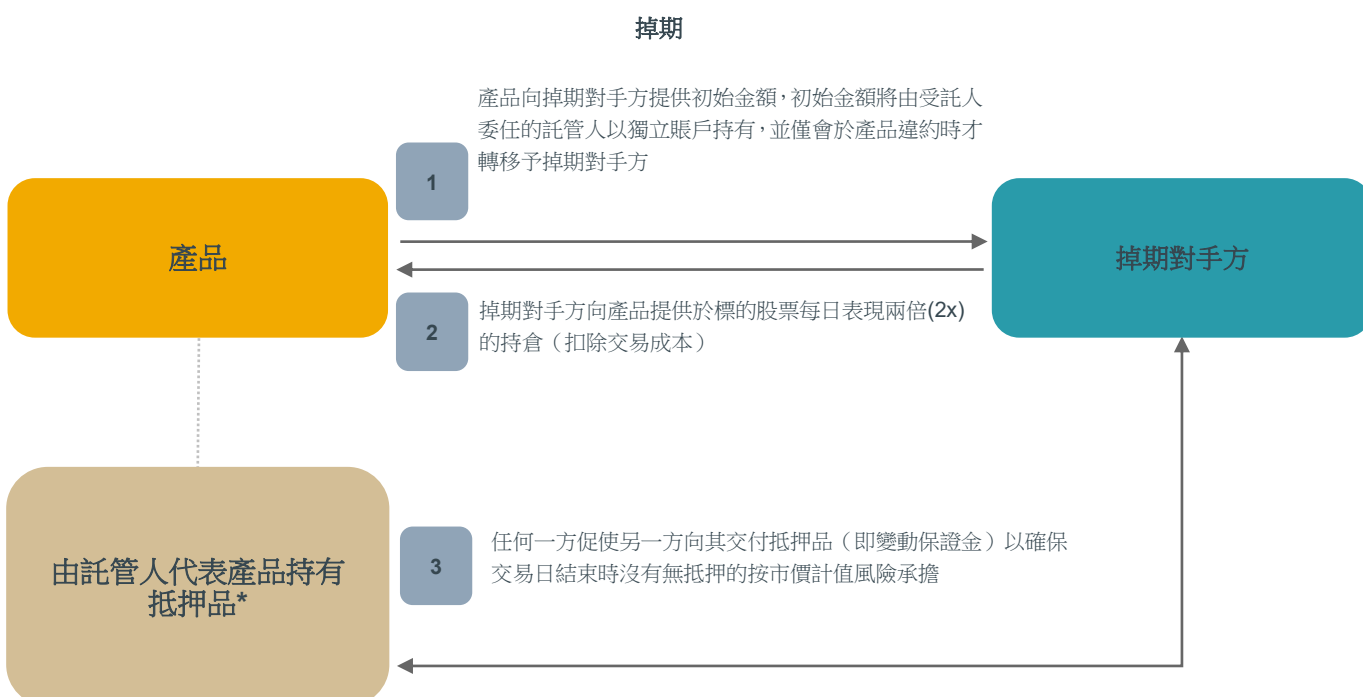 掉期
產品向掉期對手方提供初始金額，初始金額將由受託人
委任的託管人以獨立賬戶持有，並僅會於產品違約時才
轉移予掉期對手方
1
產品
掉期對手方
2
掉期對手方向產品提供於標的股票每日表現兩倍(2x)
的持倉（扣除交易成本）
由託管人代表產品持有
抵押品*
3
任何一方促使另一方向其交付抵押品（即變動保證金）以確保
交易日結束時沒有無抵押的按市價計值風險承擔